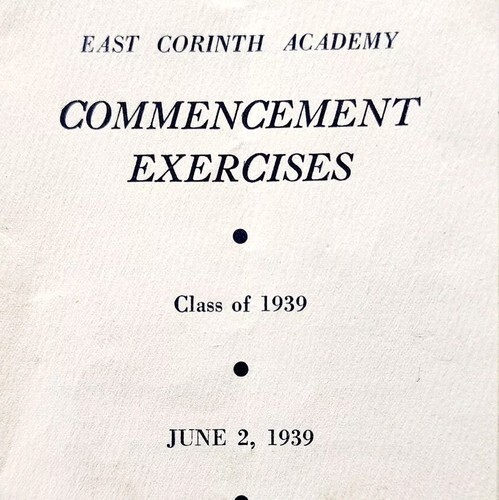 EAST CORINTH ACADEMY
COMMENCEMENT
EXERCISES
Class of 1939
JUNE 2, 1939